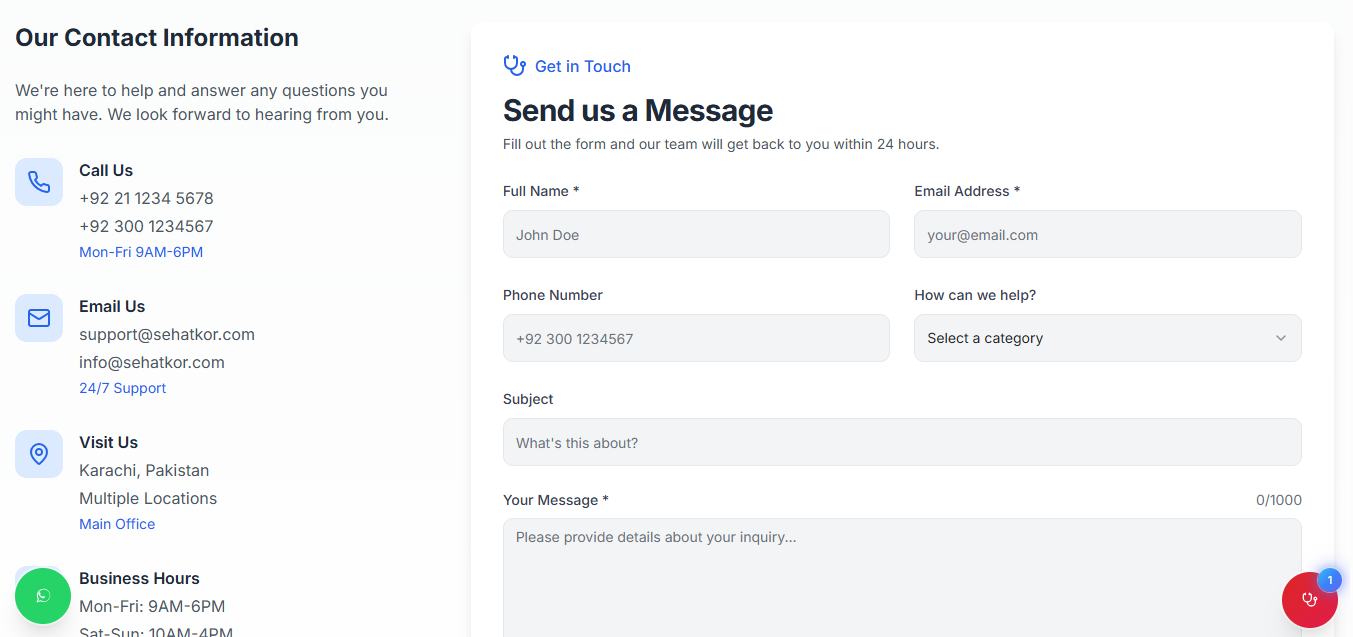 Our Contact Information
We're here to help and answer any questions you
might have. We look forward to hearing from you.
Call Us
+92 21 1234 5678
+92 300 1234567
Mon-Fri 9AM-6PM
Email Us
support@sehatkor.com
info@sehatkor.com
24/7 Support
Visit Us
Karachi, Pakistan
Multiple Locations
Main Office
Business Hours
Mon-Fri: 9AM-6PM
Sat-Sun: 10AM-4PM
Get in Touch
Send us a Message
Fill out the form and our team will get back to you within 24 hours.
Full Name *
John Doe
Email Address *
your@email.com
Phone Number
+92 300 1234567
How can we help?
Select a category
Subject
What's this about?
Your Message *
0/1000
Please provide details about your inquiry...
1